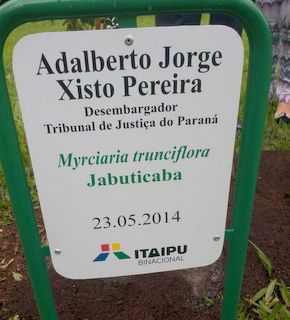 Adalberto Jorge
Xisto Pereira
Desembargador
Tribunal de Justiça do Paraná
Myrciaria trunciflora
Jabuticaba
23.05.2014
ITAIPU
BINACIONAL